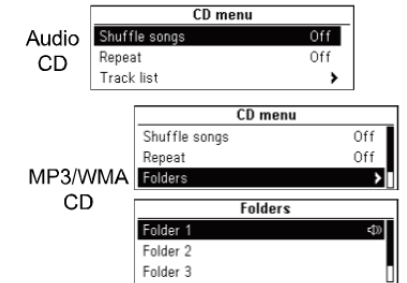 CD menu
Audio CD
Shuffle songs Off
Repeat Off
Track list
CD menu
Shuffle songs Off
Repeat Off
MP3/WMA CD
Folders
Folders
Folder 1
Folder 2
Folder 3